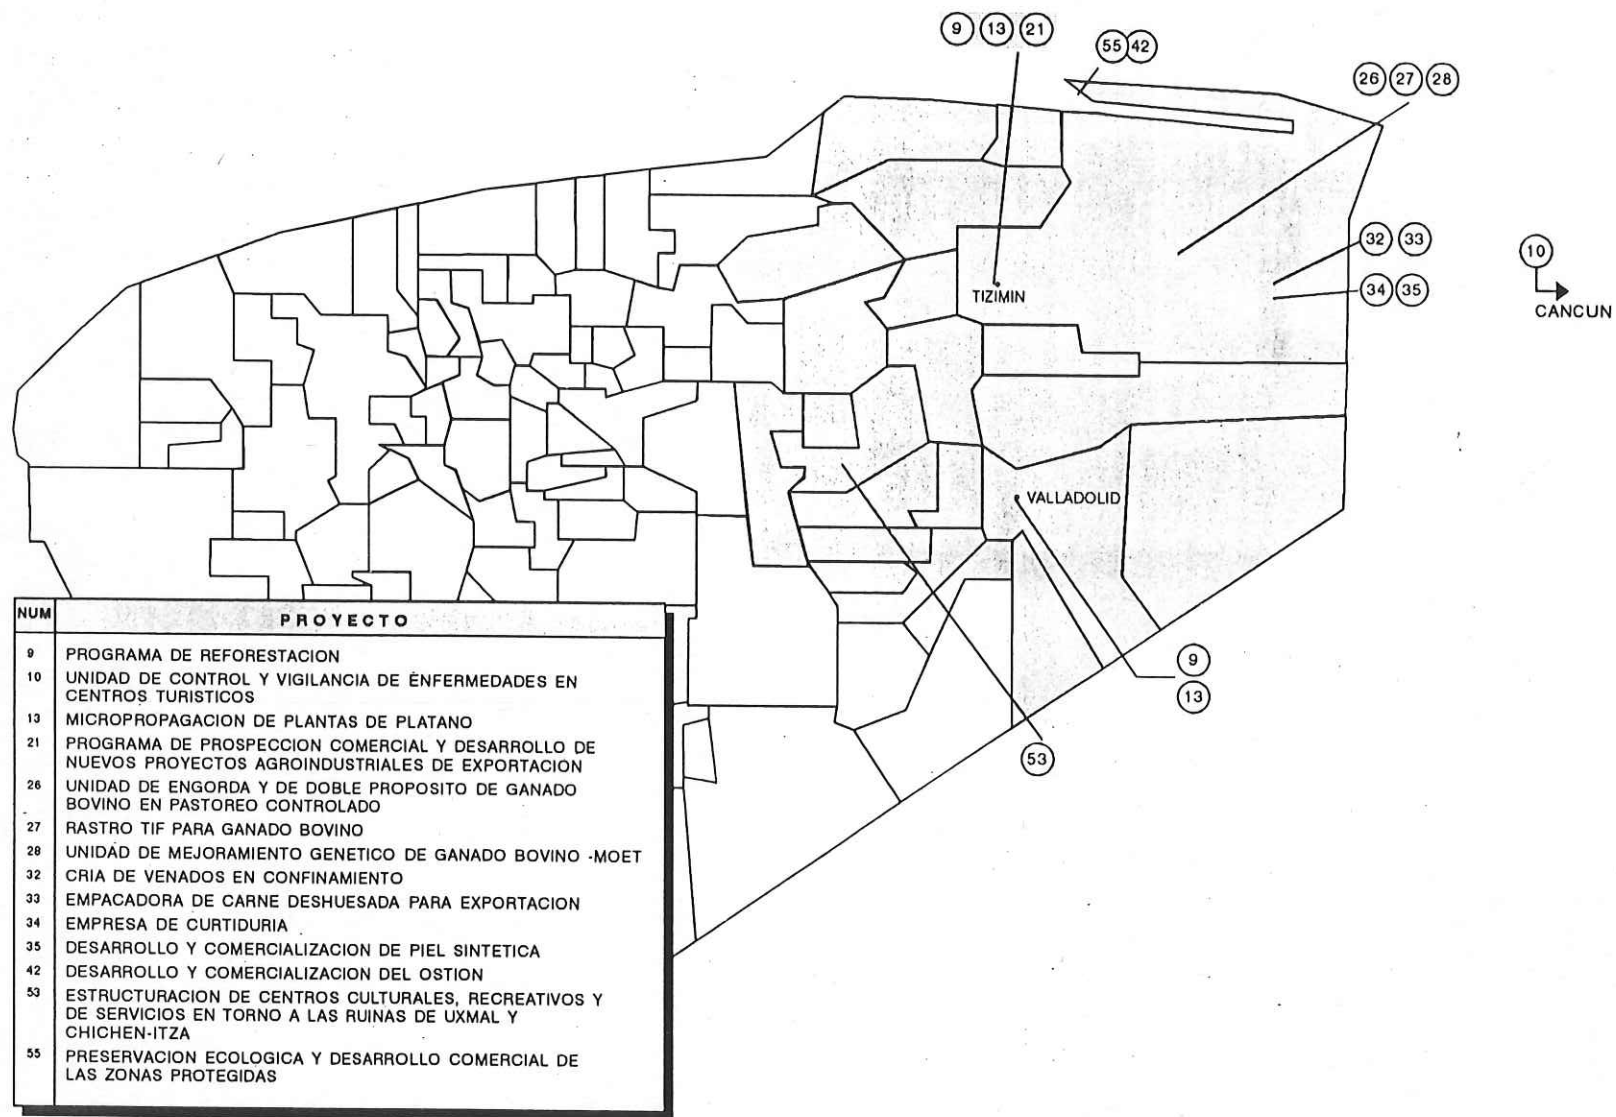 9 13 21
55 42
26 27 28
32 33
34 35
10
CANCUN
TIZIMIN
VALLADOLID
9
13
53
NUM PROYECTO
9 PROGRAMA DE REFORESTACION
10 UNIDAD DE CONTROL Y VIGILANCIA DE ENFERMEDADES EN
CENTROS TURISTICOS
13 MICROPROPAGACION DE PLANTAS DE PLATANO
21 PROGRAMA DE PROSPECCION COMERCIAL Y DESARROLLO DE
NUEVOS PROYECTOS AGROINDUSTRIALES DE EXPORTACION
26 UNIDAD DE ENGORDA Y DE DOBLE PROPOSITO DE GANADO
BOVINO EN PASTOREO CONTROLADO
27 RASTRO TIF PARA GANADO BOVINO
28 UNIDAD DE MEJORAMIENTO GENETICO DE GANADO BOVINO -MOET
32 CRIA DE VENADOS EN CONFINAMIENTO
33 EMPACADORA DE CARNE DESHUESADA PARA EXPORTACION
34 EMPRESA DE CURTIDURIA
35 DESARROLLO Y COMERCIALIZACION DE PIEL SINTETICA
42 DESARROLLO Y COMERCIALIZACION DEL OSTION
53 ESTRUCTURACION DE CENTROS CULTURALES, RECREATIVOS Y
DE SERVICIOS EN TORNO A LAS RUINAS DE UXMAL Y
CHICHEN-ITZA
55 PRESERVACION ECOLOGICA Y DESARROLLO COMERCIAL DE
LAS ZONAS PROTEGIDAS